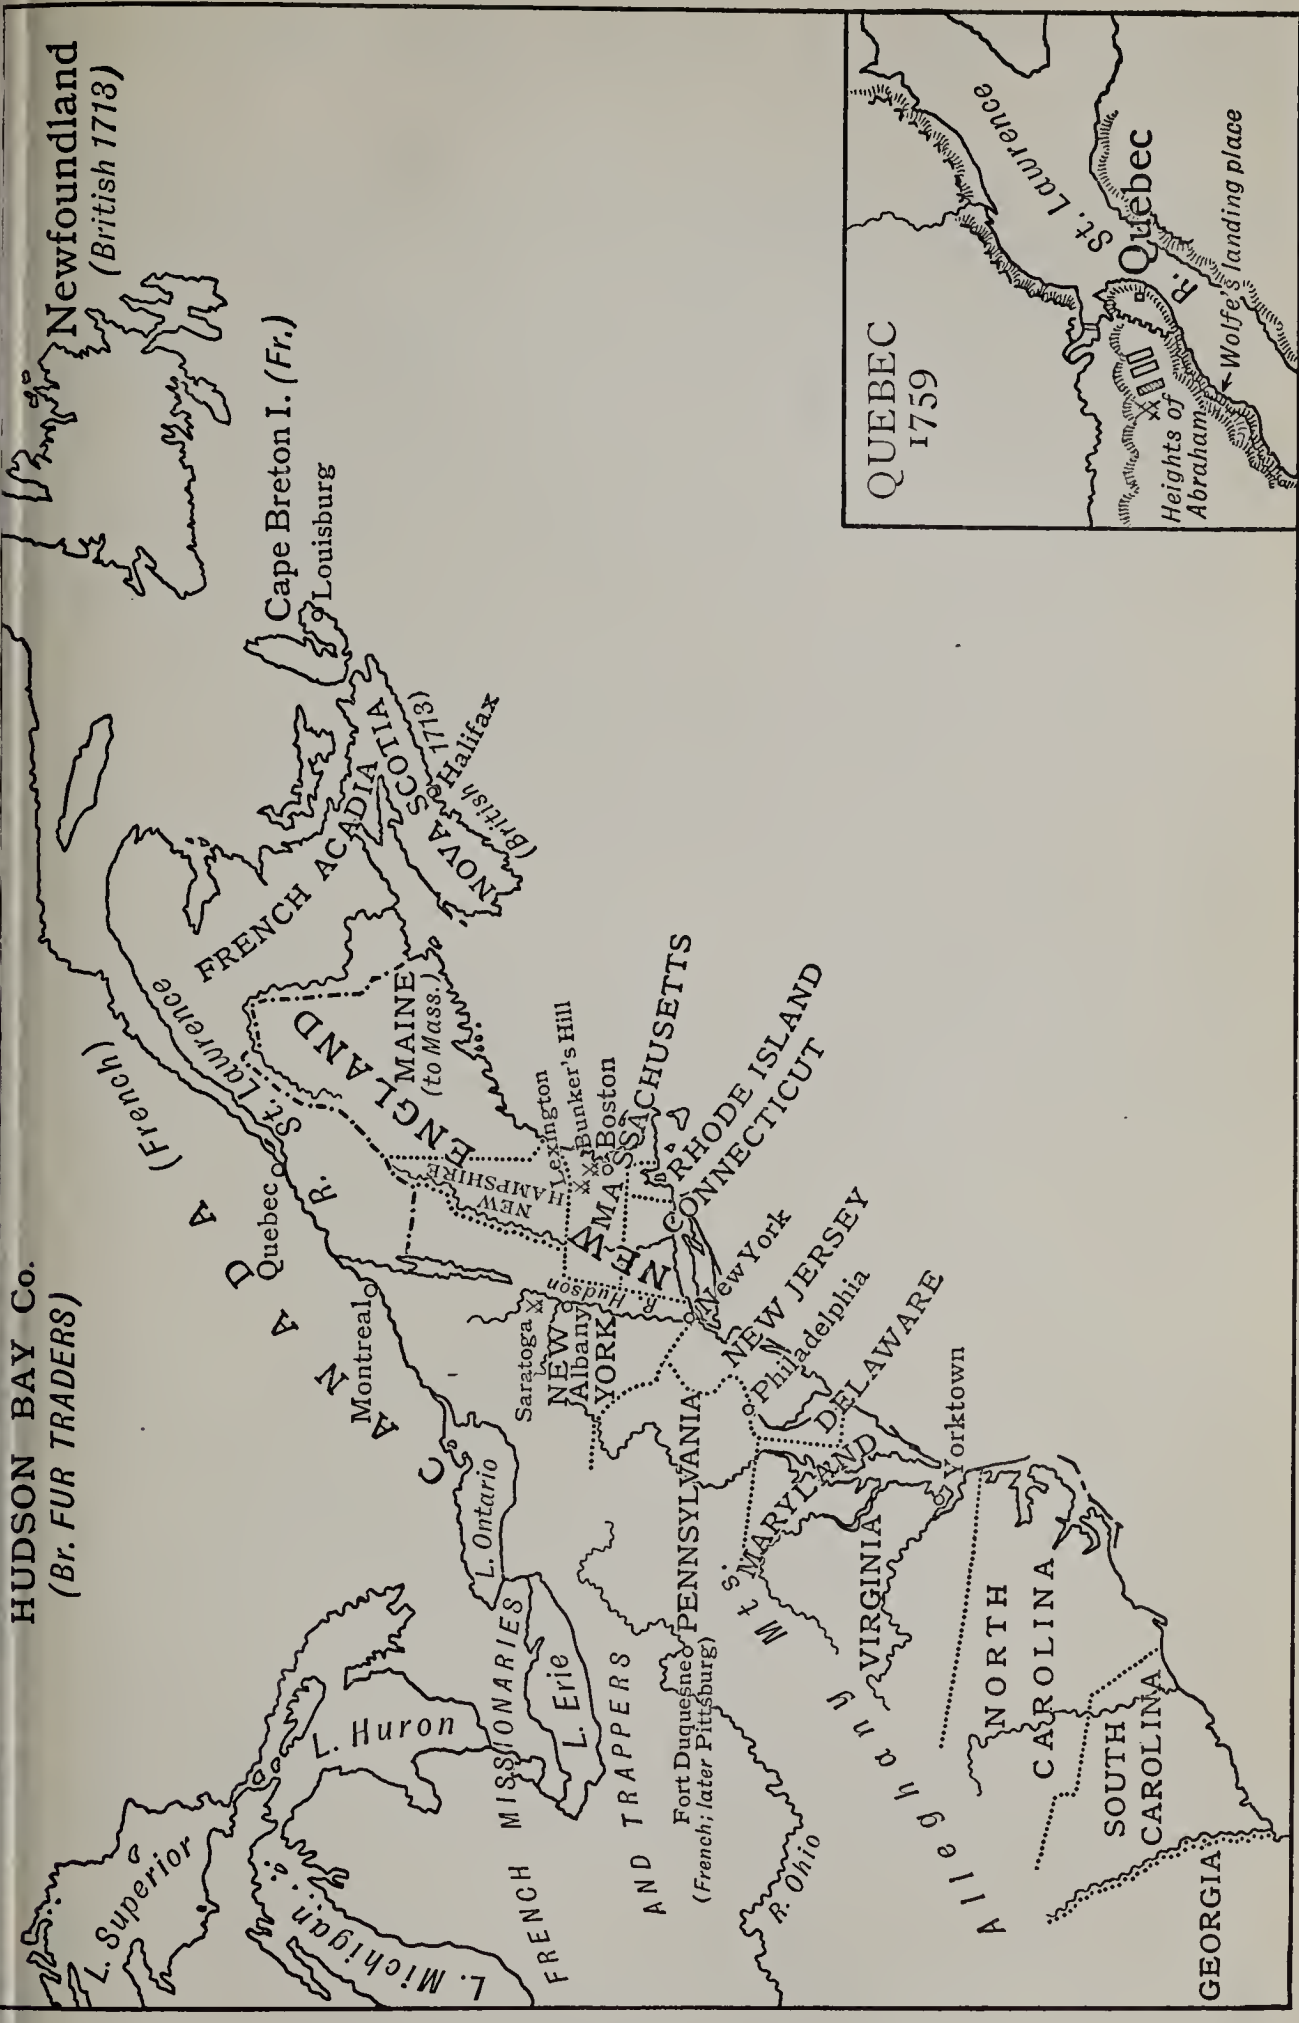 HUDSON BAY Co.
(Br. FUR TRADERS)
Newfoundland
(British 1713)
Cape Breton I. (Fr.)
Louisburg
CANADA (French)
St. Lawrence
R.
Quebec
Montreal
FRENCH ACADIA
NOVA SCOTIA
(British 1713)
Halifax
NEW ENGLAND
MAINE
(to Mass.)
NEW
HAMPSHIRE
Lexington
Bunker's Hill
Boston
MASSACHUSETTS
RHODE ISLAND
CONNECTICUT
Hudson
R.
Saratoga
NEW
Albany
YORK
New York
NEW JERSEY
Philadelphia
DELAWARE
PENNSYLVANIA
MARYLAND
Yorktown
VIRGINIA
NORTH
CAROLINA
SOUTH
CAROLINA
GEORGIA
Alleghany Mts.
L. Superior
L. Michigan
L. Huron
L. Erie
L. Ontario
FRENCH MISSIONARIES
AND TRAPPERS
Fort Duquesne
(French; later Pittsburg)
R. Ohio
QUEBEC
1759
St. Lawrence
R.
Quebec
Wolfe's landing place
Heights of
Abraham